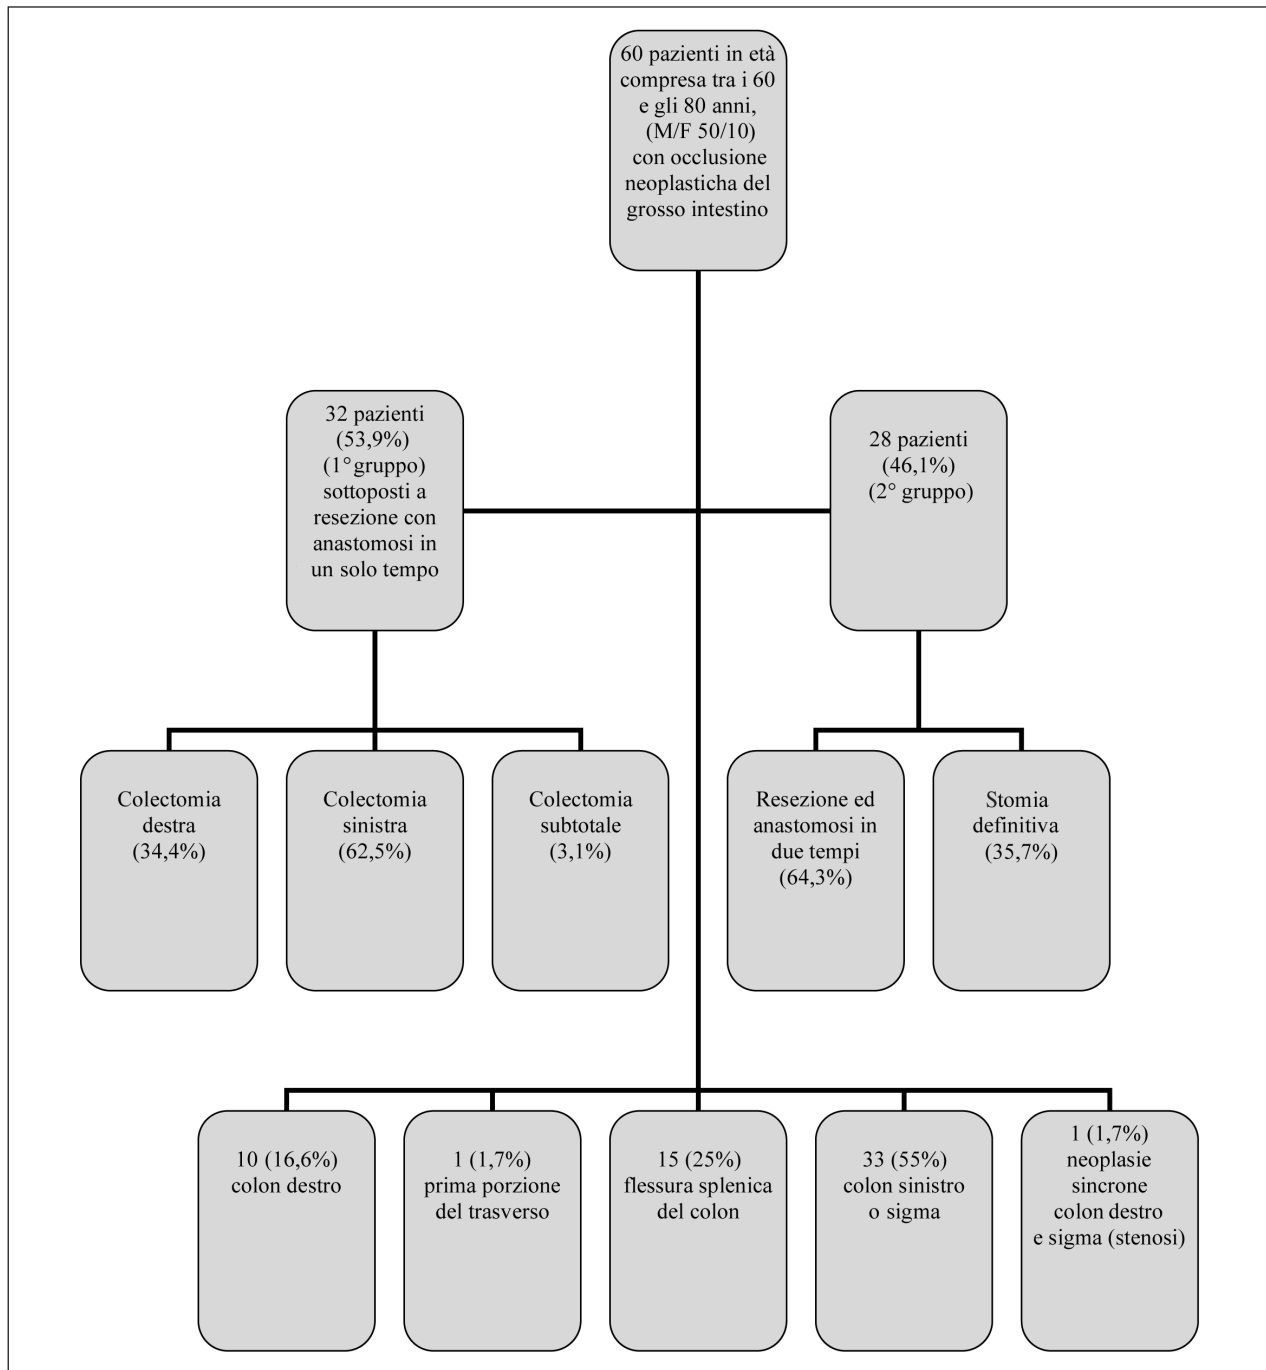 60 pazienti in età
compresa tra i 60
e gli 80 anni,
(M/F 50/10)
con occlusione
neoplasticha del
grosso intestino
32 pazienti
(53,9%)
(1° gruppo)
sottoposti a
resezione con
anastomosi in
un solo tempo
28 pazienti
(46,1%)
(2° gruppo)
Colectomia
destra
(34,4%)
Colectomia
sinistra
(62,5%)
Colectomia
subtotale
(3,1%)
Resezione ed
anastomosi in
due tempi
(64,3%)
Stomia
definitiva
(35,7%)
10 (16,6%)
colon destro
1 (1,7%)
prima porzione
del trasverso
15 (25%)
flessura splenica
del colon
33 (55%)
colon sinistro
o sigma
1 (1,7%)
neoplasie
sincrone
colon destro
e sigma (stenosi)